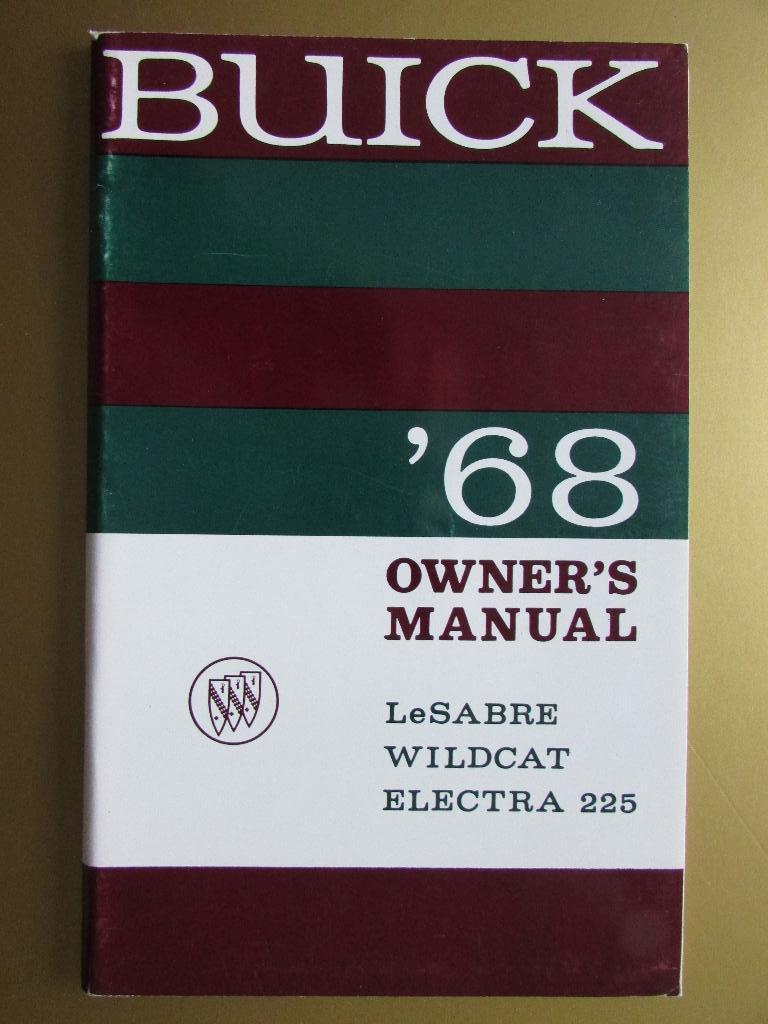 BUICK
’68
OWNER’S
MANUAL
LeSABRE
WILDCAT
ELECTRA 225